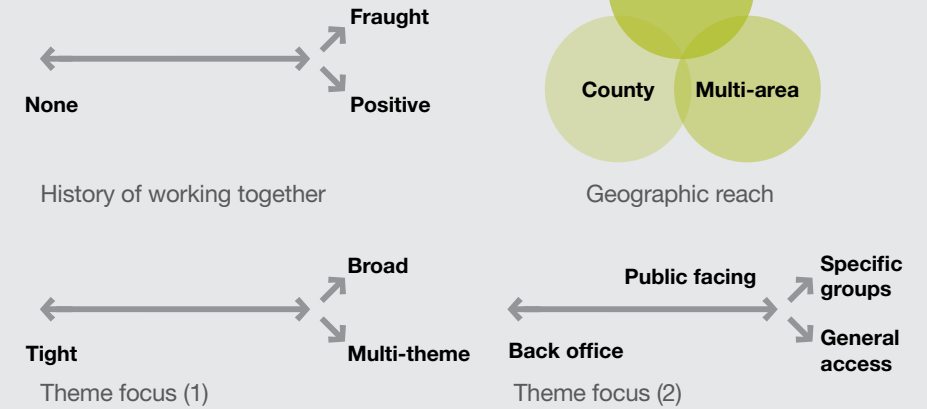 Fraught
None
Positive
History of working together
County
Multi-area
Geographic reach
Broad
Tight
Multi-theme
Theme focus (1)
Public facing
Specific
groups
Back office
General
access
Theme focus (2)